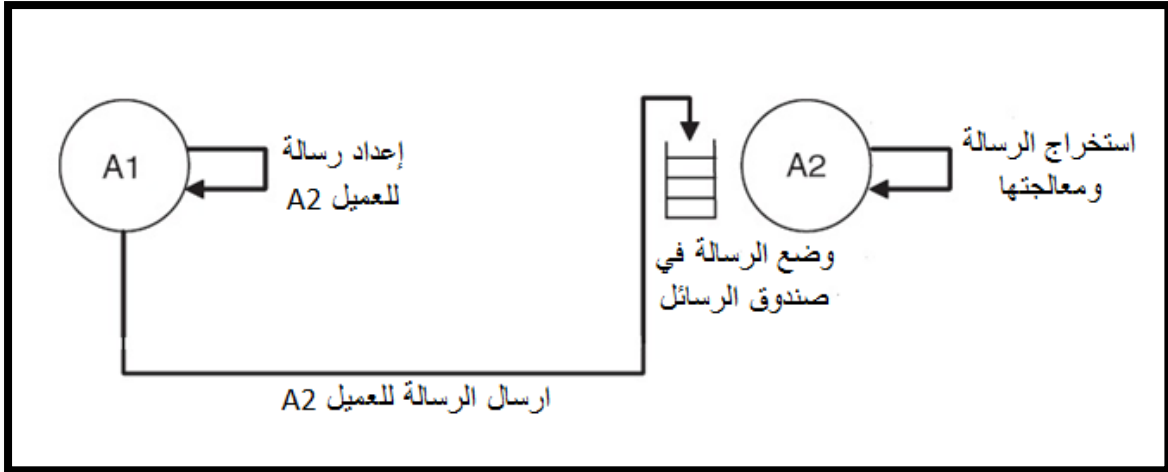 A1
إعداد رسالة
للعميل A2
A2
استخراج الرسالة
ومعالجتها
وضع الرسالة في
صندوق الرسائل
ارسال الرسالة للعميل A2